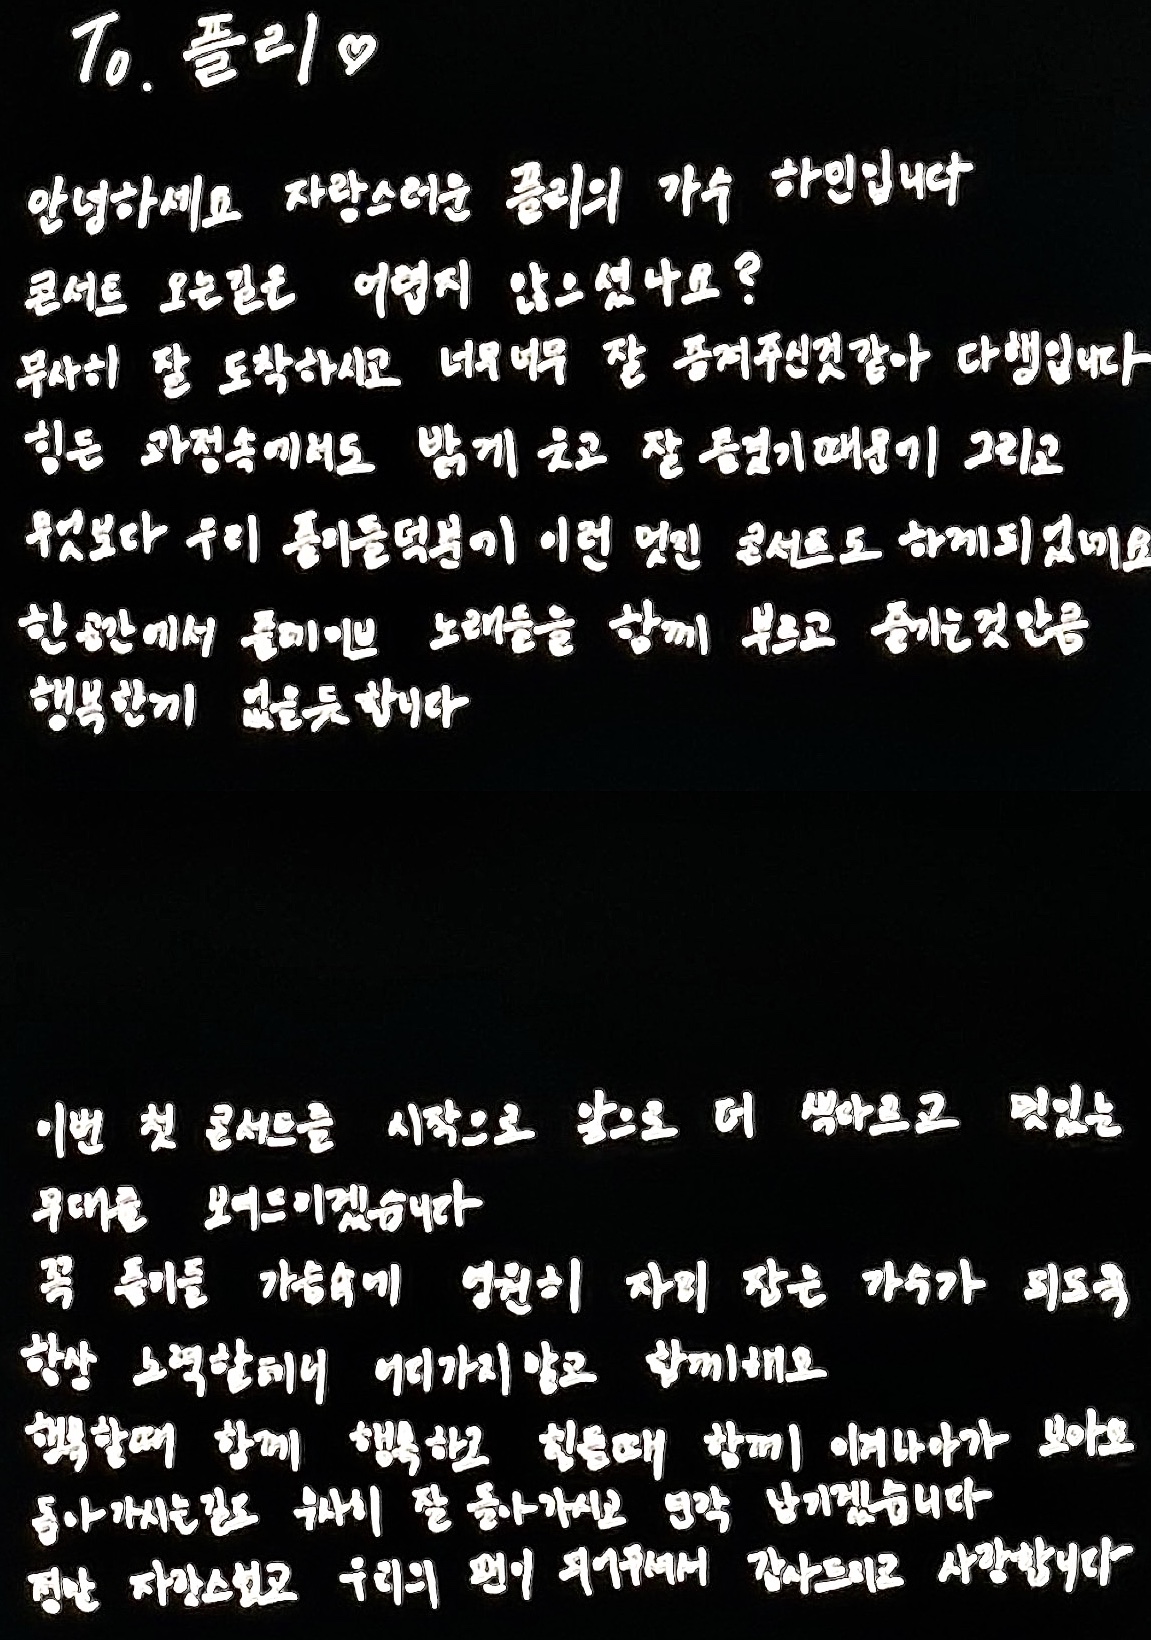 To. 플리♡
안녕하세요 자랑스러운 플리의 가수 하민입니다
콘서트 오는길은 어렵지 않으셨나요?
무사히 잘 도착하시고 너무너무 잘 즐겨주신것같아 다행입니다
힘든 과정속에서도 밝게 웃고 잘 즐겼기때문에 그리고
무엇보다 우리 플리들덕분에 이런 멋진 콘서트도 하게되었네요
한공간에서 플레이브 노래들을 함께 부르고 즐기는것만큼
행복한게 없을듯합니다
이번 첫 콘서트를 시작으로 앞으로 더 색다르고 멋있는
무대를 보여드리겠습니다
꼭 플리들 가슴속에 영원히 자리 잡는 가수가 되도록
항상 노력할테니 어디가지말고 함께해요
행복할때 함께 행복하고 힘들때 함께 이겨나아가 보아요
돌아가시는길도 무사히 잘 돌아가시고 연락 남기겠습니다
정말 자랑스럽고 우리의 팬이 되어주셔서 감사드리고 사랑합니다